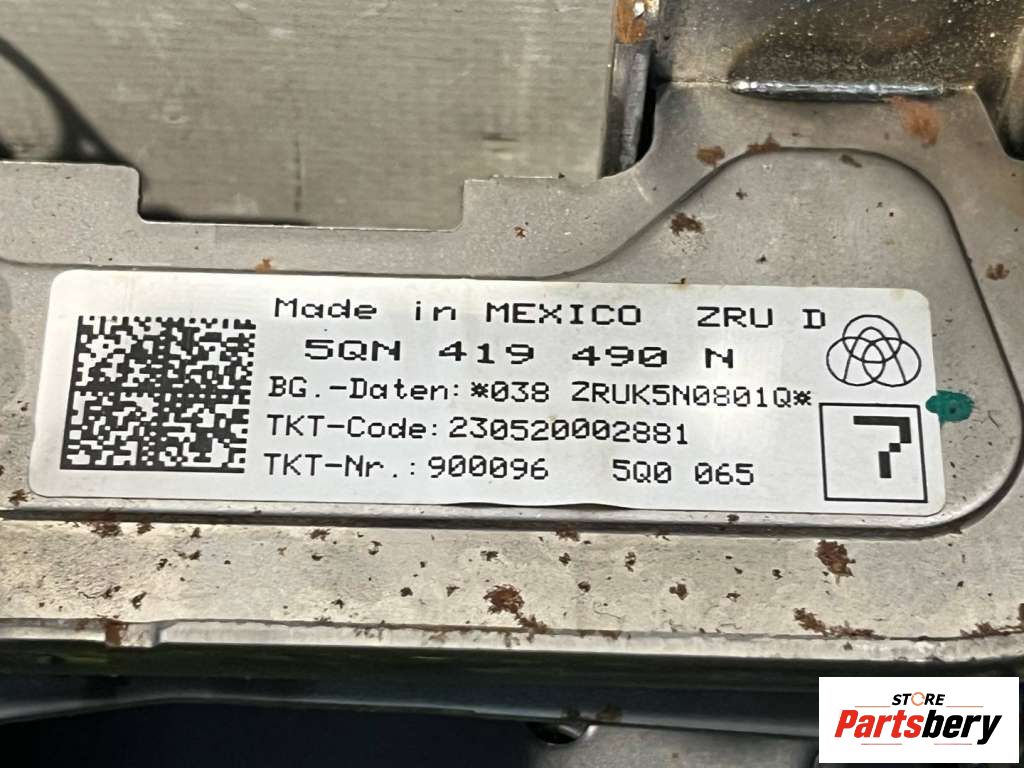 Made in MEXICO ZRU D
5QN 419 490 N
BG.-Daten: *038 ZRUK5N0801Q*
TKT-Code: 230520002881
TKT-Nr.: 900096 5Q0 065
7
STORE
Partsbery